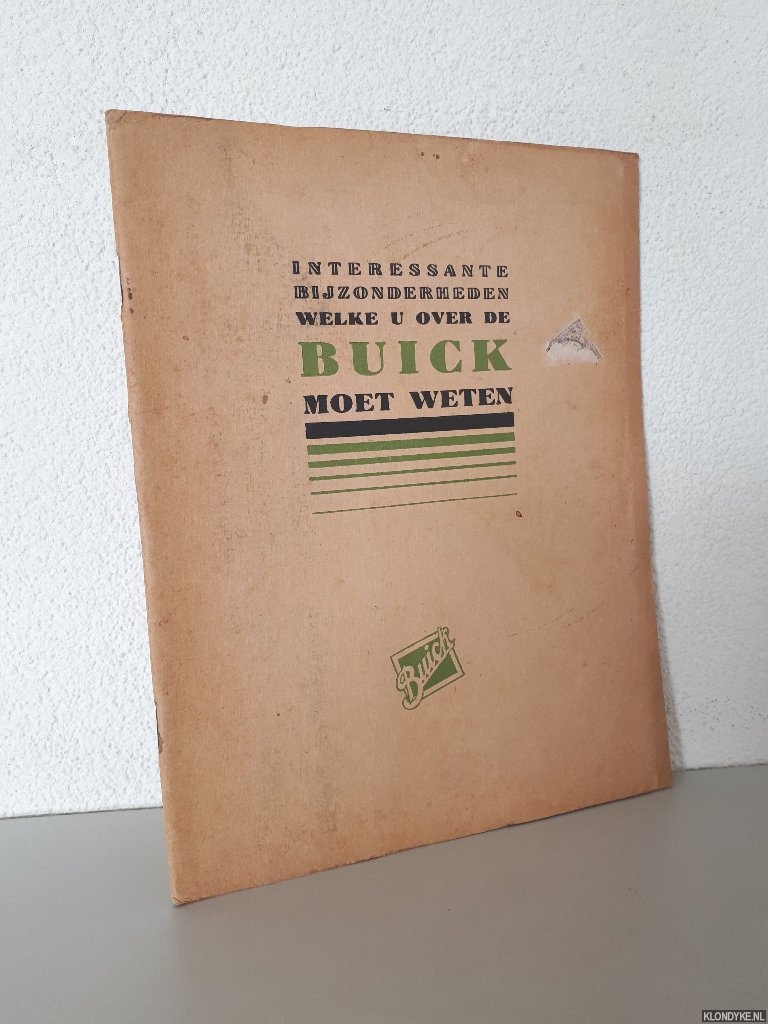 INTERESSANTE
BIJZONDERHEDEN
WELKE U OVER DE
BUICK
MOET WETEN
Buick
KLONDYKE.NL